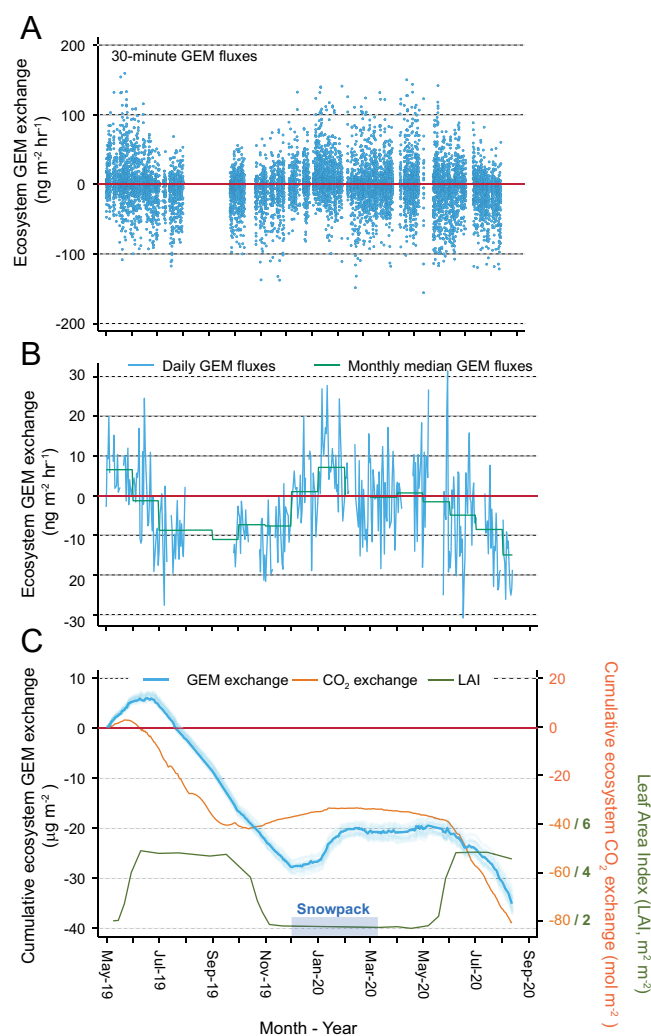 A
30-minute GEM fluxes
200
100
0
-100
-200
Ecosystem GEM exchange
(ng m⁻² hr⁻¹)
B
Daily GEM fluxes
Monthly median GEM fluxes
30
20
10
0
-10
20
-30
Ecosystem GEM exchange
(ng m⁻² hr⁻¹)
C
GEM exchange
CO₂ exchange
LAI
10
0
-10
-20
-30
-40
Cumulative ecosystem GEM exchange
(µg m⁻²)
20
0
-20
-40 / 6
-60 / 4
-80 / 2
Cumulative ecosystem CO₂ exchange (mol m⁻²)
Leaf Area Index (LAI, m² m⁻²)
Snowpack
May-19
Jul-19
Sep-19
Nov-19
Jan-20
Mar-20
May-20
Jul-20
Sep-20
Month - Year